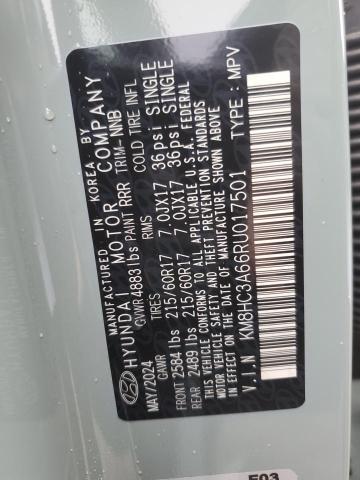 MANUFACTURED IN KOREA BY
HYUNDAI MOTOR COMPANY
MAY/2024 GVWR 4883 lbs PAINT RRR TRIM-NNB
GAWR TIRES RIMS COLD TIRE INFL
FRONT 2584 lbs 215/60R17 7.0JX17 36psi SINGLE
REAR 2489 lbs 215/60R17 7.0JX17 36psi SINGLE
THIS VEHICLE CONFORMS TO ALL APPLICABLE U.S.A. FEDERAL
MOTOR VEHICLE SAFETY AND THEFT PREVENTION STANDARDS
IN EFFECT ON THE DATE OF MANUFACTURE SHOWN ABOVE
V.I.N : KM8HC3A66RU017501 TYPE : MPV
E03